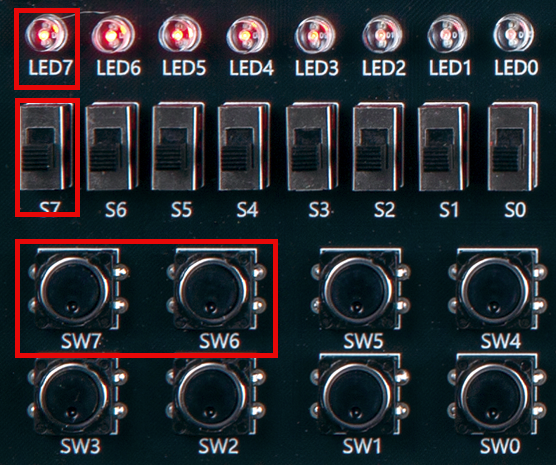 LED7 LED6 LED5 LED4 LED3 LED2 LED1 LED0
S7 S6 S5 S4 S3 S2 S1 S0
SW7 SW6 SW5 SW4
SW3 SW2 SW1 SW0